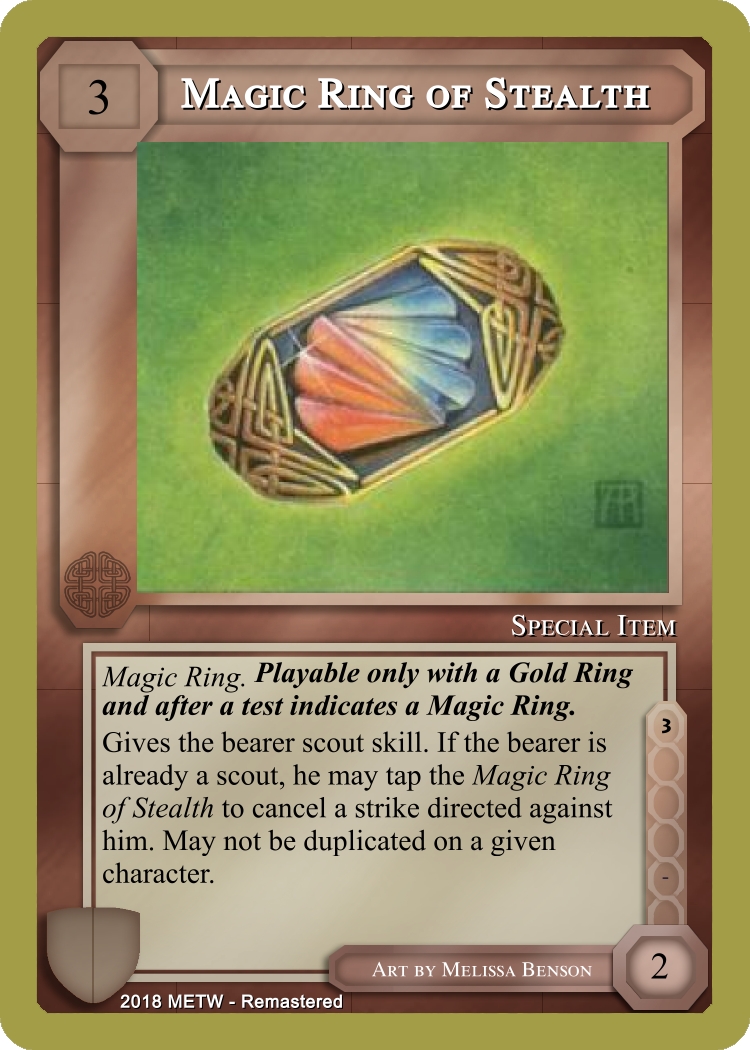 3
MAGIC RING OF STEALTH
SPECIAL ITEM
Magic Ring. Playable only with a Gold Ring
and after a test indicates a Magic Ring.
Gives the bearer scout skill. If the bearer is
already a scout, he may tap the Magic Ring
of Stealth to cancel a strike directed against
him. May not be duplicated on a given
character.
3
-
ART BY MELISSA BENSON
2
2018 METW - Remastered